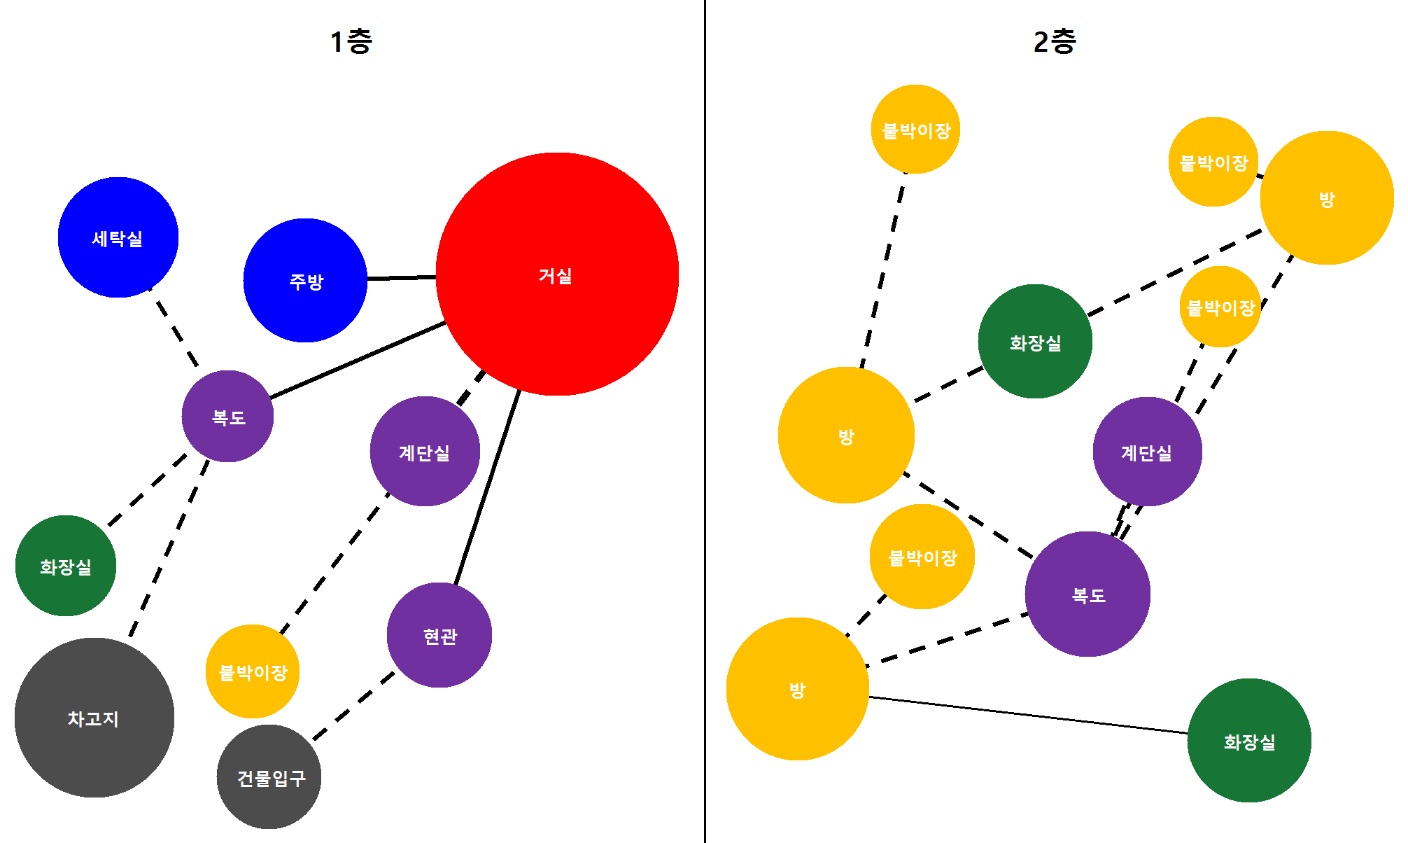 1층
세탁실
주방
거실
복도
계단실
화장실
현관
붙박이장
차고지
건물입구
2층
붙박이장
붙박이장
방
붙박이장
화장실
방
계단실
붙박이장
복도
방
화장실